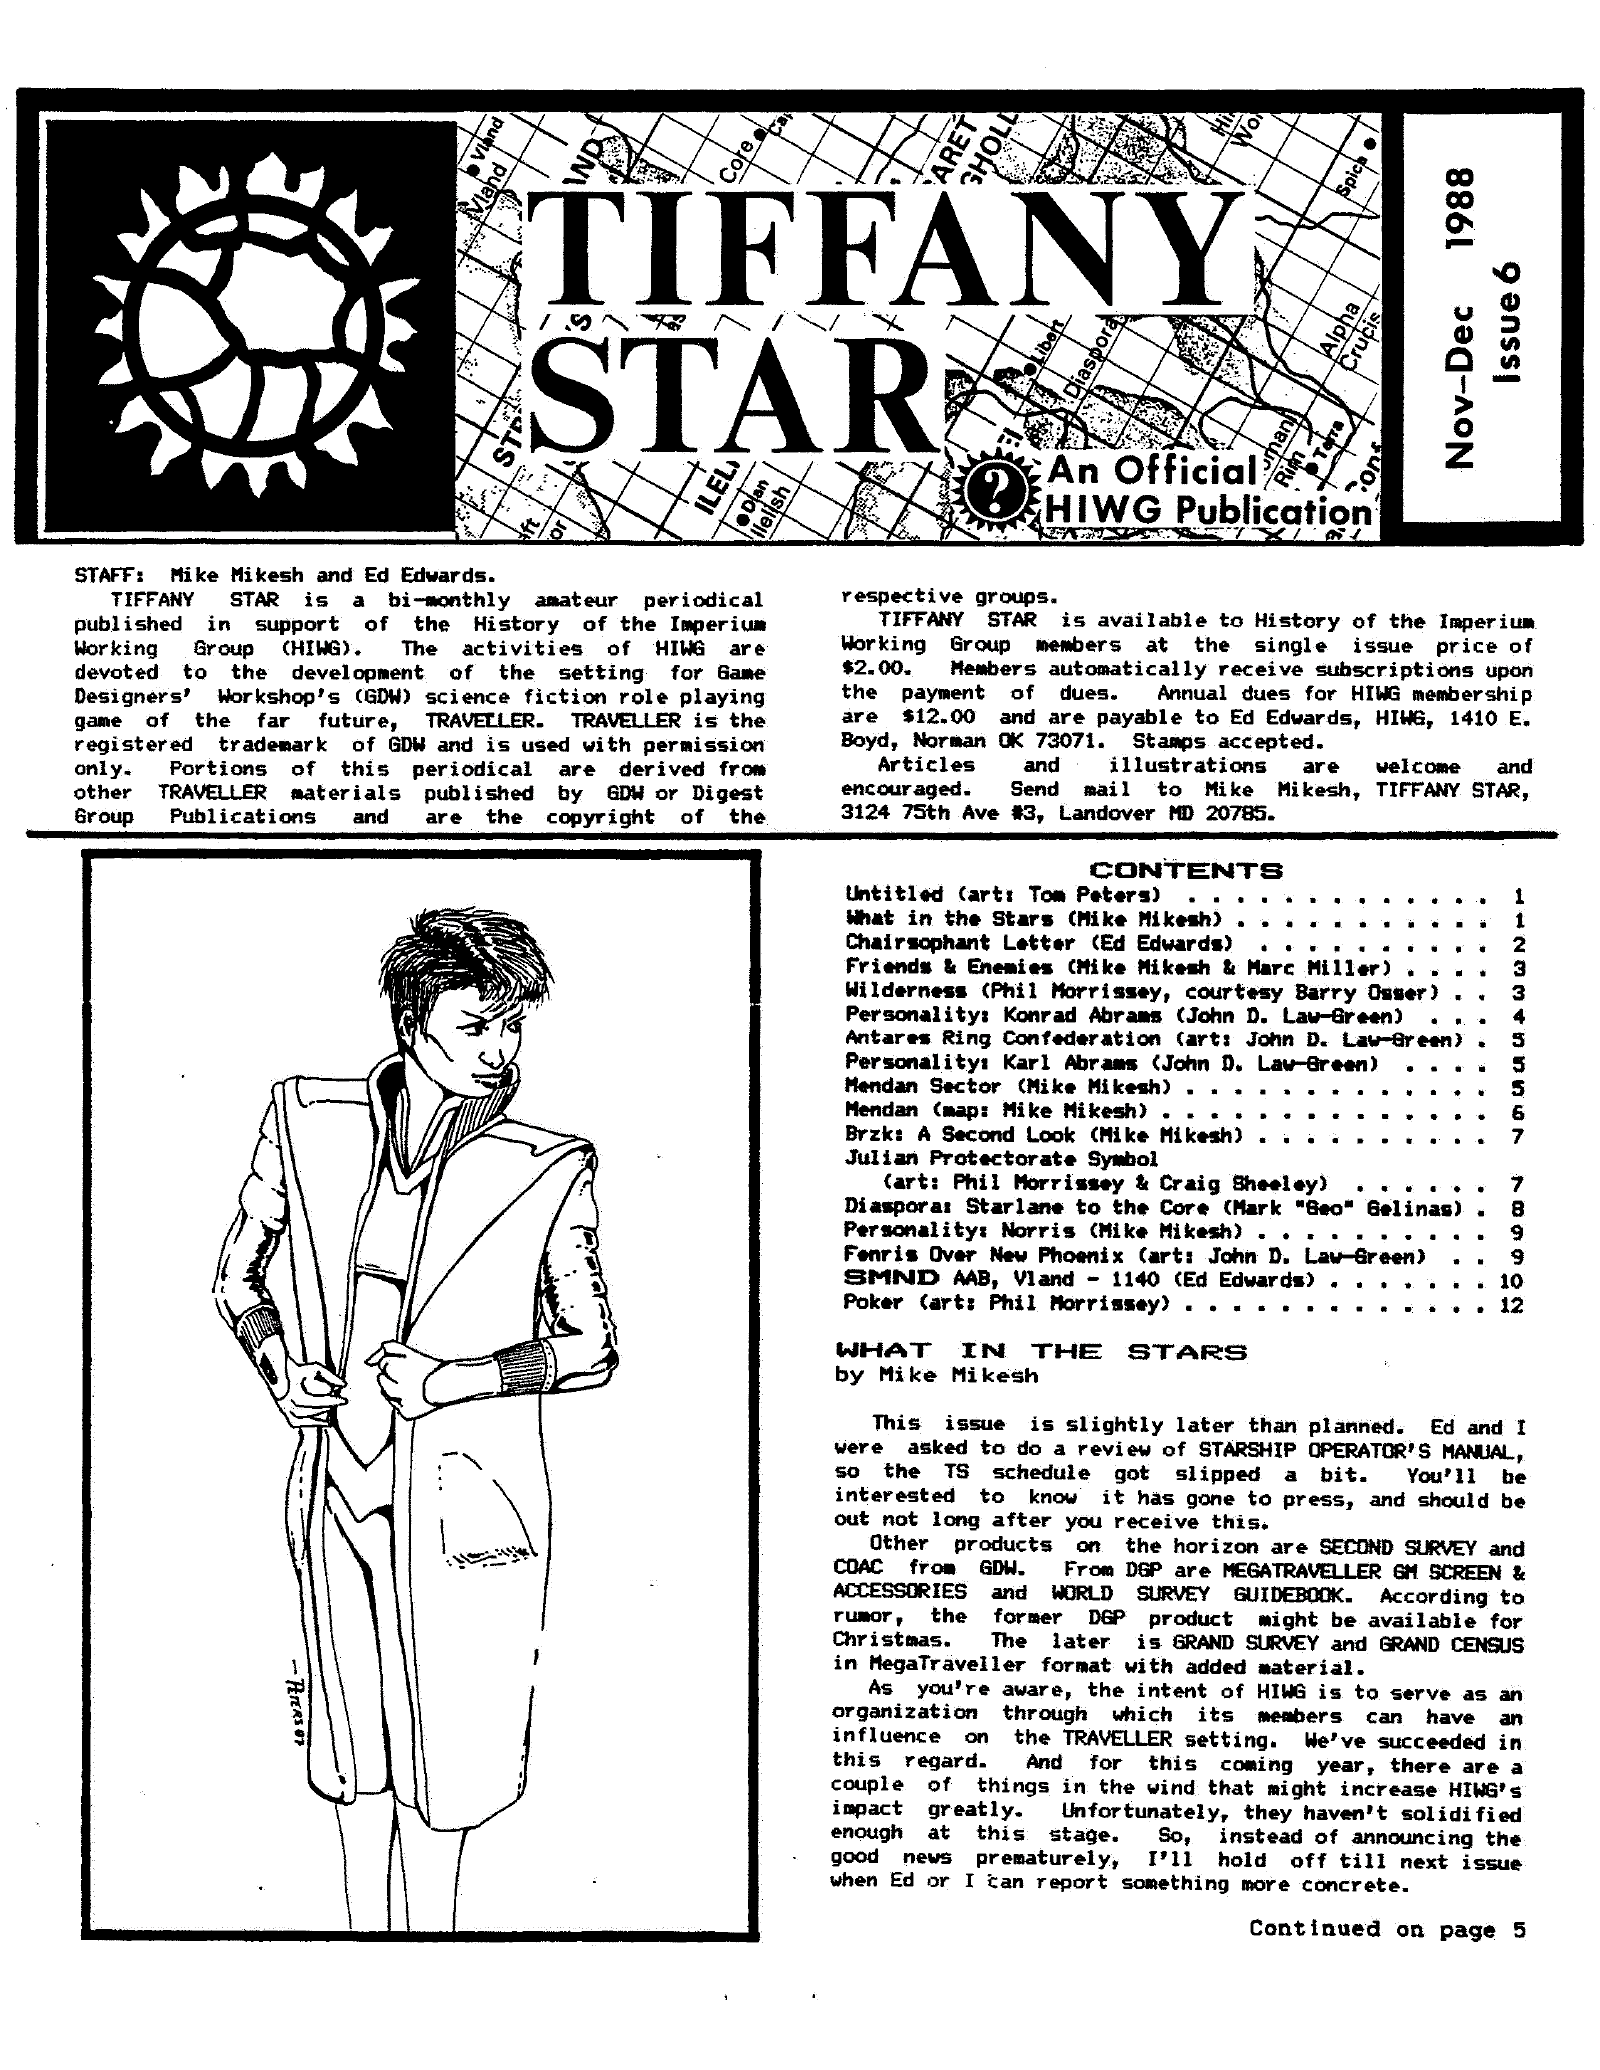 TIFFANY
STAR
An Official
HIWG Publication
Nov-Dec 1988
Issue 6
Vland
Vland
Core
Spica
Alpha
Crucis
Libert
Diaspora
Terra
Rim
Dlan
STAFF: Mike Mikesh and Ed Edwards.
TIFFANY STAR is a bi-monthly amateur periodical
published in support of the History of the Imperium
Working Group (HIWG). The activities of HIWG are
devoted to the development of the setting for Game
Designers' Workshop's (GDW) science fiction role playing
game of the far future, TRAVELLER. TRAVELLER is the
registered trademark of GDW and is used with permission
only. Portions of this periodical are derived from
other TRAVELLER materials published by GDW or Digest
Group Publications and are the copyright of the
respective groups.
TIFFANY STAR is available to History of the Imperium
Working Group members at the single issue price of
$2.00. Members automatically receive subscriptions upon
the payment of dues. Annual dues for HIWG membership
are $12.00 and are payable to Ed Edwards, HIWG, 1410 E.
Boyd, Norman OK 73071. Stamps accepted.
Articles and illustrations are welcome and
encouraged. Send mail to Mike Mikesh, TIFFANY STAR,
3124 75th Ave #3, Landover MD 20785.
PETERS 87
CONTENTS
Untitled (art: Tom Peters) . . . . . . . . . . . . . 1
What in the Stars (Mike Mikesh) . . . . . . . . . . . 1
Chairsophant Letter (Ed Edwards) . . . . . . . . . . 2
Friends & Enemies (Mike Mikesh & Marc Miller) . . . . 3
Wilderness (Phil Morrissey, courtesy Barry Osser) . . 3
Personality: Konrad Abrams (John D. Law-Green) . . . 4
Antares Ring Confederation (art: John D. Law-Green) . 5
Personality: Karl Abrams (John D. Law-Green) . . . . 5
Mendan Sector (Mike Mikesh) . . . . . . . . . . . . . 5
Mendan (map: Mike Mikesh) . . . . . . . . . . . . . . 6
Brzk: A Second Look (Mike Mikesh) . . . . . . . . . . 7
Julian Protectorate Symbol
(art: Phil Morrissey & Craig Sheeley) . . . . . . 7
Diaspora: Starlane to the Core (Mark "Geo" Gelinas) . 8
Personality: Norris (Mike Mikesh) . . . . . . . . . . 9
Fenris Over New Phoenix (art: John D. Law-Green) . . 9
SMND AAB, Vland - 1140 (Ed Edwards) . . . . . . . 10
Poker (art: Phil Morrissey) . . . . . . . . . . . . . 12
WHAT IN THE STARS
by Mike Mikesh
This issue is slightly later than planned. Ed and I
were asked to do a review of STARSHIP OPERATOR'S MANUAL,
so the TS schedule got slipped a bit. You'll be
interested to know it has gone to press, and should be
out not long after you receive this.
Other products on the horizon are SECOND SURVEY and
COAC from GDW. From DGP are MEGATRAVELLER GM SCREEN &
ACCESSORIES and WORLD SURVEY GUIDEBOOK. According to
rumor, the former DGP product might be available for
Christmas. The later is GRAND SURVEY and GRAND CENSUS
in MegaTraveller format with added material.
As you're aware, the intent of HIWG is to serve as an
organization through which its members can have an
influence on the TRAVELLER setting. We've succeeded in
this regard. And for this coming year, there are a
couple of things in the wind that might increase HIWG's
impact greatly. Unfortunately, they haven't solidified
enough at this stage. So, instead of announcing the
good news prematurely, I'll hold off till next issue
when Ed or I can report something more concrete.
Continued on page 5